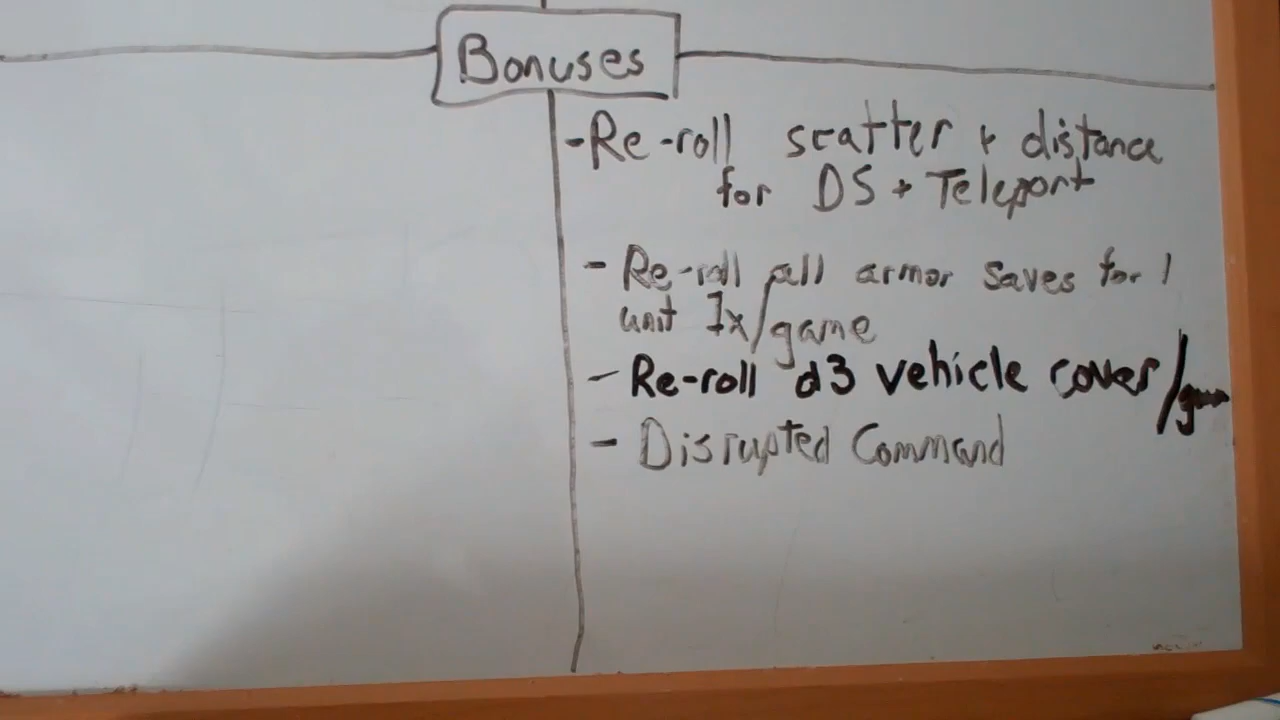 Bonuses
-Re-roll scatter + distance
for DS + Teleport
- Re-roll all armor saves for 1
unit 1x/game
- Re-roll d3 vehicle cover/game
- Disrupted Command